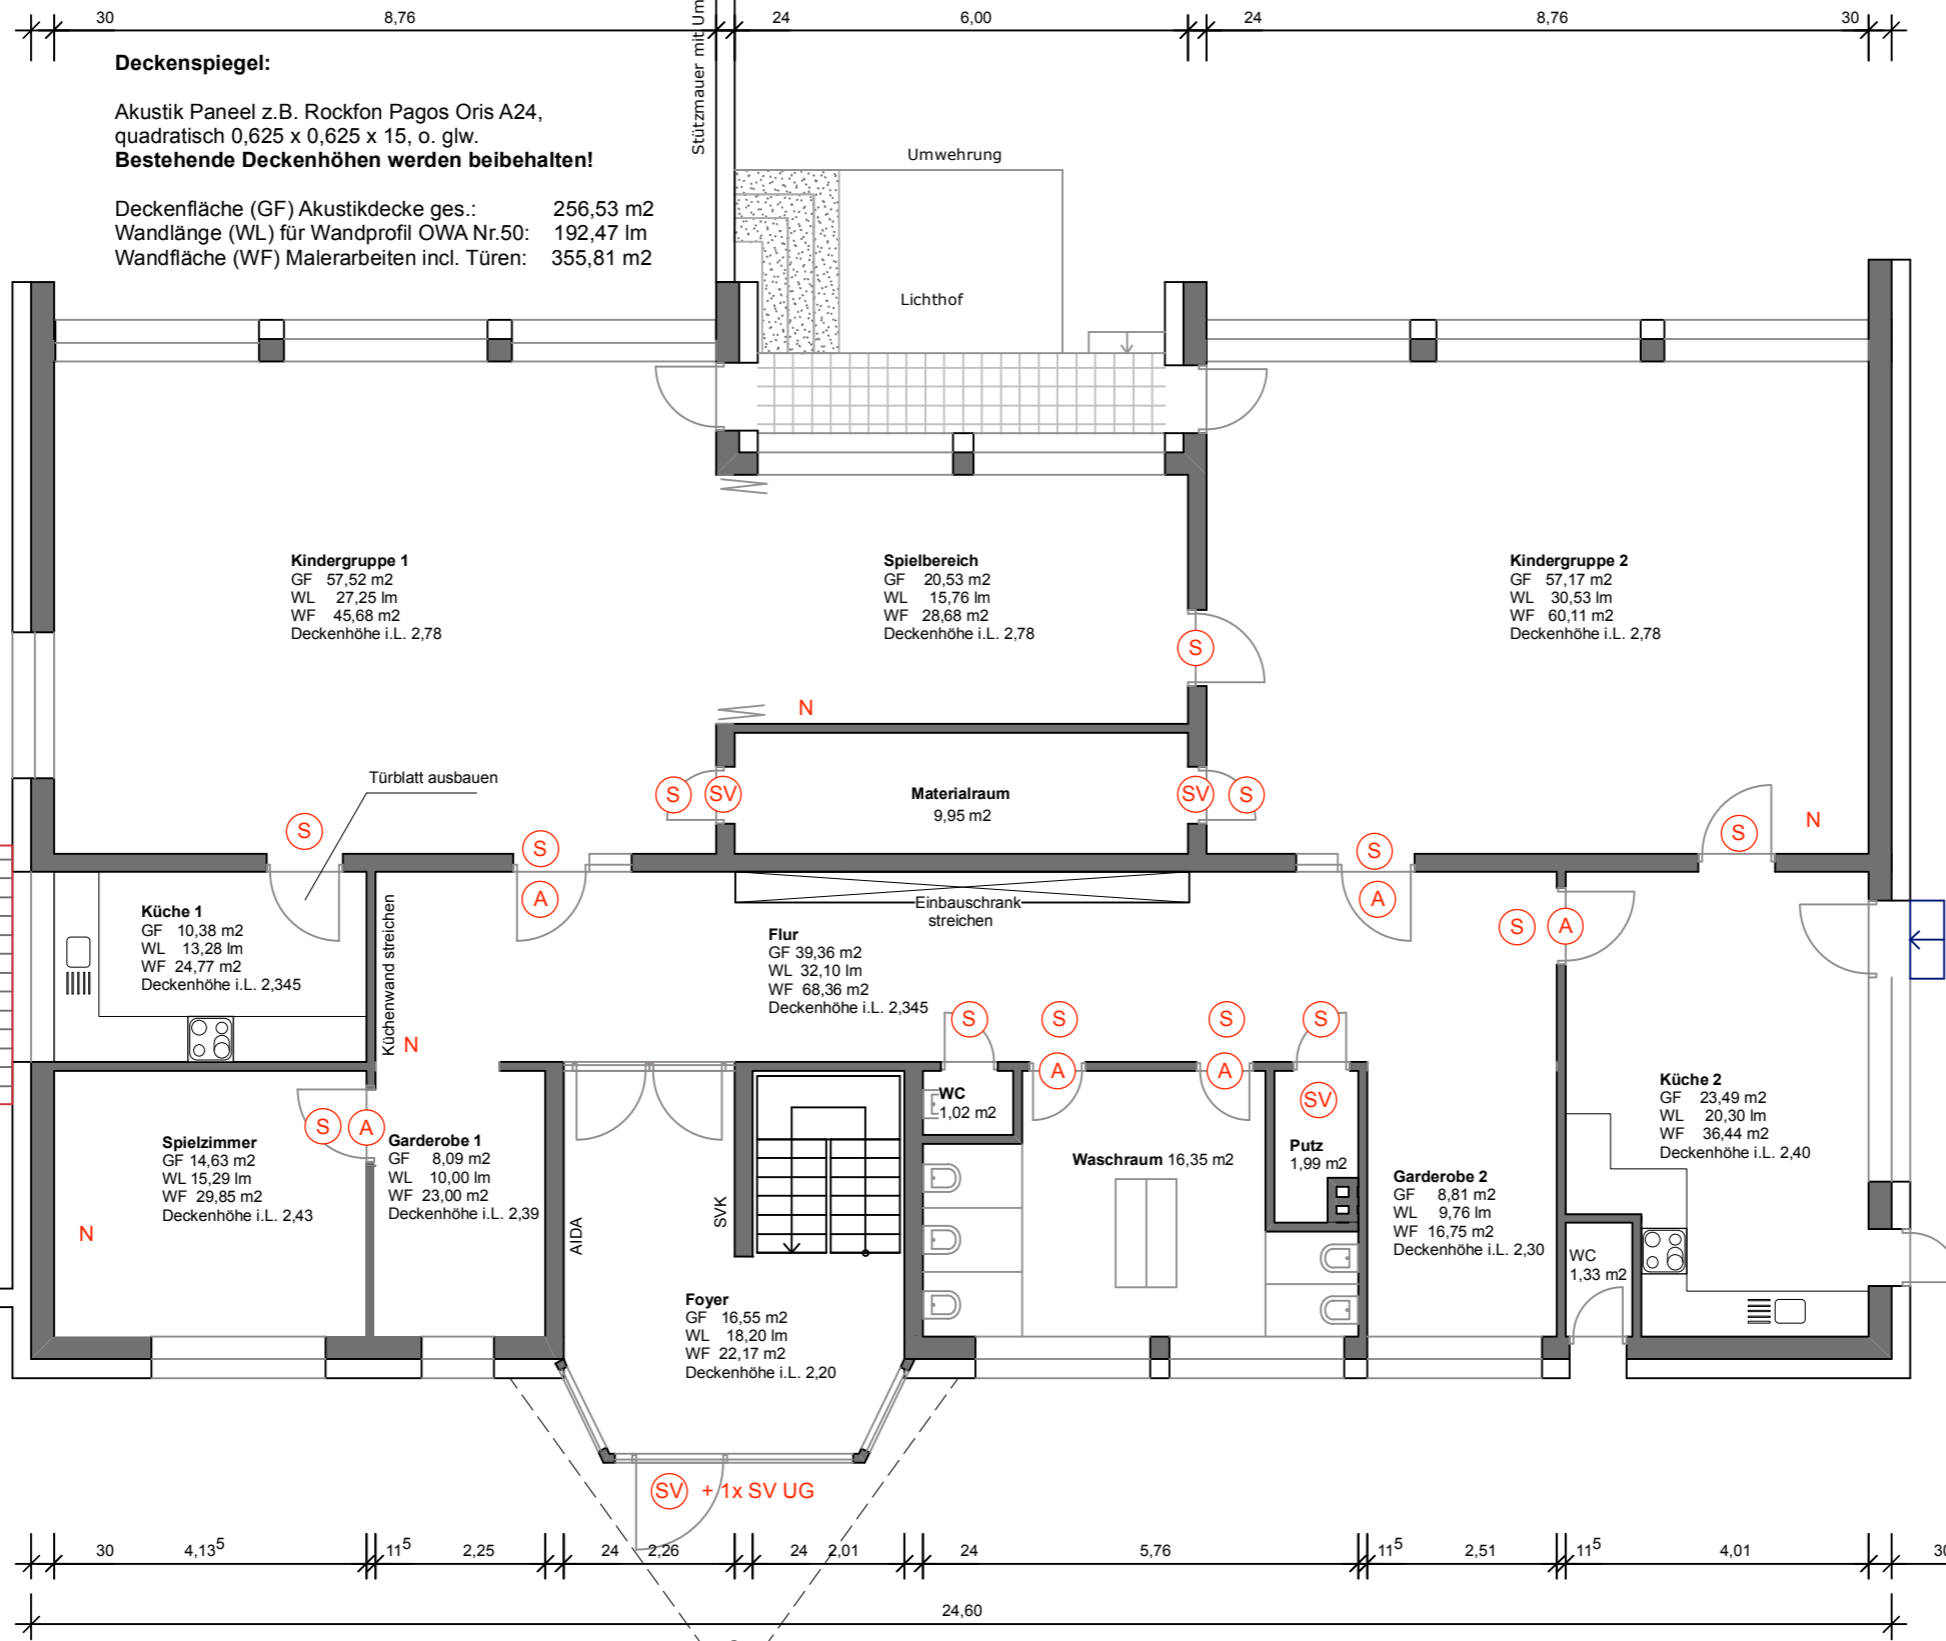 30
8,76
24
6,00
24
8,76
30
Deckenspiegel:
Akustik Paneel z.B. Rockfon Pagos Oris A24,
quadratisch 0,625 x 0,625 x 15, o. glw.
Bestehende Deckenhöhen werden beibehalten!
Deckenfläche (GF) Akustikdecke ges.: 256,53 m2
Wandlänge (WL) für Wandprofil OWA Nr.50: 192,47 lm
Wandfläche (WF) Malerarbeiten incl. Türen: 355,81 m2
Stützmauer mit Um
Umwehrung
Lichthof
Kindergruppe 1
GF 57,52 m2
WL 27,25 lm
WF 45,68 m2
Deckenhöhe i.L. 2,78
Spielbereich
GF 20,53 m2
WL 15,76 lm
WF 28,68 m2
Deckenhöhe i.L. 2,78
Kindergruppe 2
GF 57,17 m2
WL 30,53 lm
WF 60,11 m2
Deckenhöhe i.L. 2,78
S
N
Türblatt ausbauen
S
SV
Materialraum
9,95 m2
SV
S
S
S
A
S
A
S
N
Küche 1
GF 10,38 m2
WL 13,28 lm
WF 24,77 m2
Deckenhöhe i.L. 2,345
Küchenwand streichen
N
Einbauschrank
streichen
Flur
GF 39,36 m2
WL 32,10 lm
WF 68,36 m2
Deckenhöhe i.L. 2,345
S
A
S
S
S
S
A
A
SV
Spielzimmer
GF 14,63 m2
WL 15,29 lm
WF 29,85 m2
Deckenhöhe i.L. 2,43
N
S
A
Garderobe 1
GF 8,09 m2
WL 10,00 lm
WF 23,00 m2
Deckenhöhe i.L. 2,39
AIDA
SVK
WC
1,02 m2
Waschraum 16,35 m2
Putz
1,99 m2
Garderobe 2
GF 8,81 m2
WL 9,76 lm
WF 16,75 m2
Deckenhöhe i.L. 2,30
Küche 2
GF 23,49 m2
WL 20,30 lm
WF 36,44 m2
Deckenhöhe i.L. 2,40
WC
1,33 m2
Foyer
GF 16,55 m2
WL 18,20 lm
WF 22,17 m2
Deckenhöhe i.L. 2,20
SV + 1x SV UG
30
4,13⁵
11⁵
2,25
24
2,26
24
2,01
24
5,76
11⁵
2,51
11⁵
4,01
30
24,60